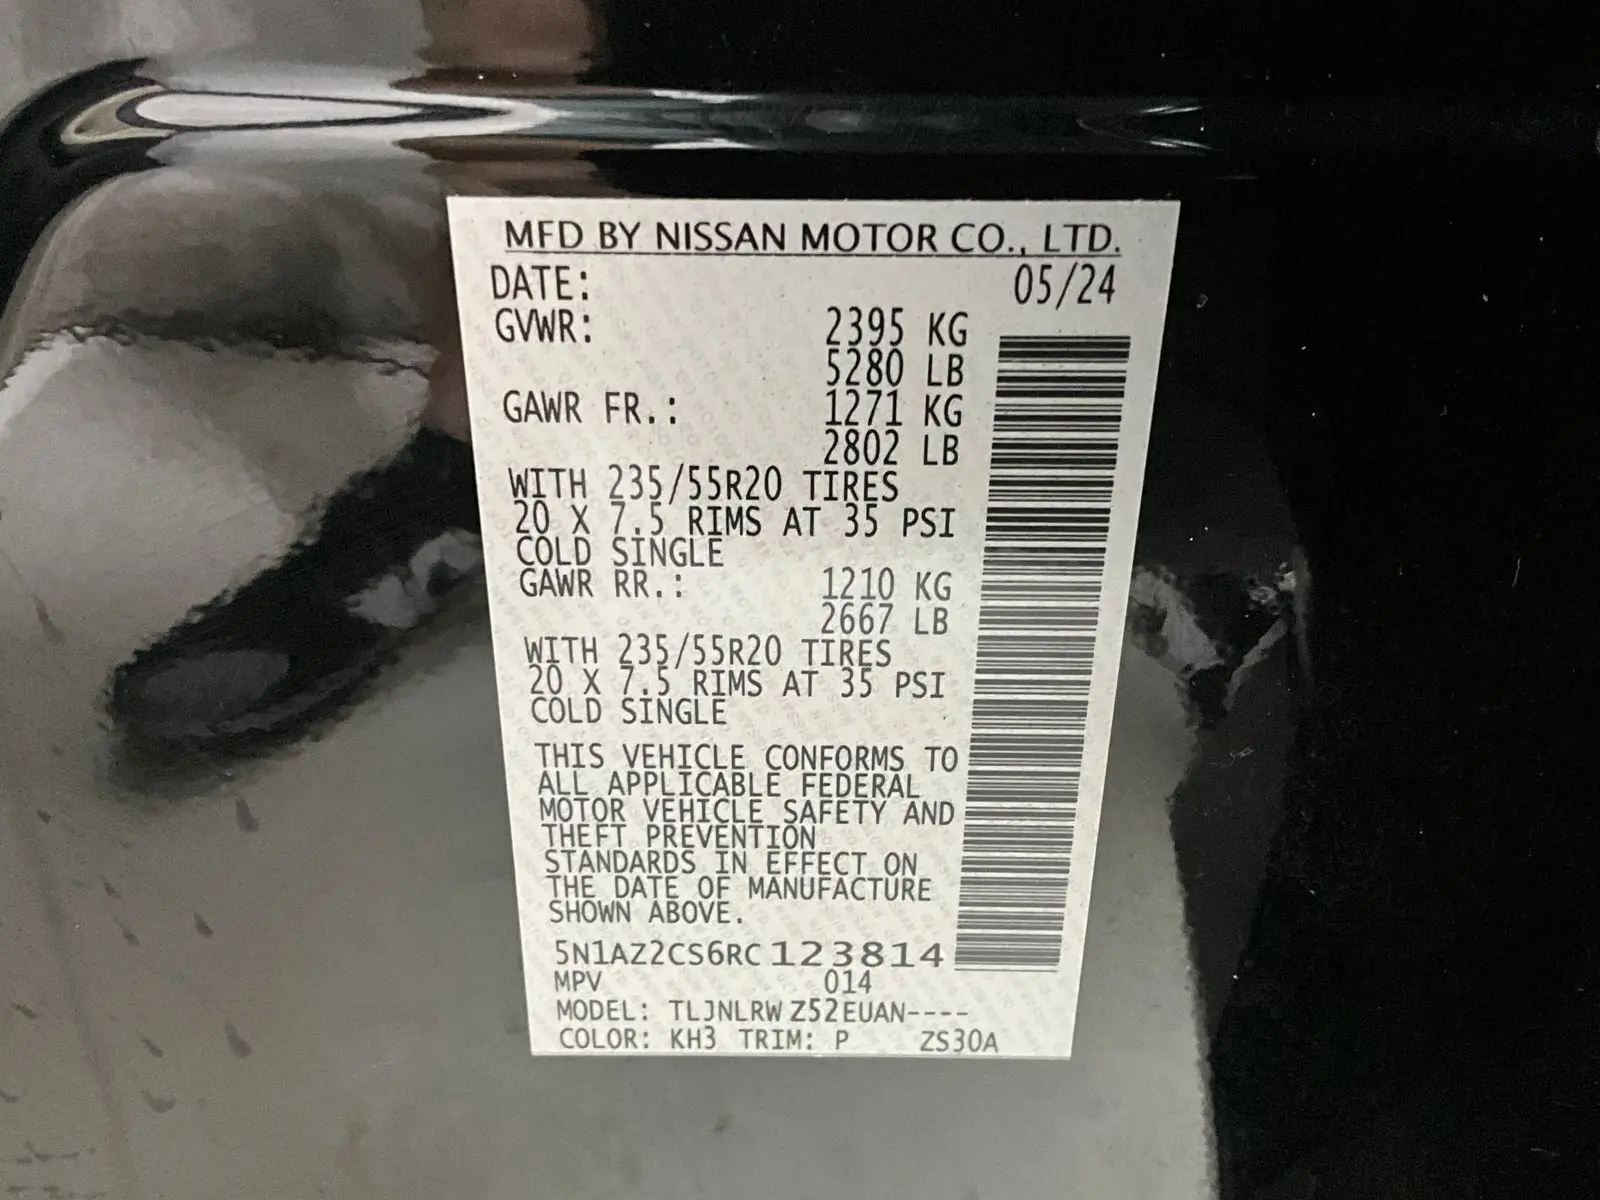 MFD BY NISSAN MOTOR CO., LTD.
DATE: 05/24
GVWR: 2395 KG
5280 LB
GAWR FR.: 1271 KG
2802 LB
WITH 235/55R20 TIRES
20 X 7.5 RIMS AT 35 PSI
COLD SINGLE
GAWR RR.: 1210 KG
2667 LB
WITH 235/55R20 TIRES
20 X 7.5 RIMS AT 35 PSI
COLD SINGLE
THIS VEHICLE CONFORMS TO
ALL APPLICABLE FEDERAL
MOTOR VEHICLE SAFETY AND
THEFT PREVENTION
STANDARDS IN EFFECT ON
THE DATE OF MANUFACTURE
SHOWN ABOVE.
5N1AZ2CS6RC123814
MPV 014
MODEL: TLJNLRW Z52EUAN----
COLOR: KH3 TRIM: P ZS30A